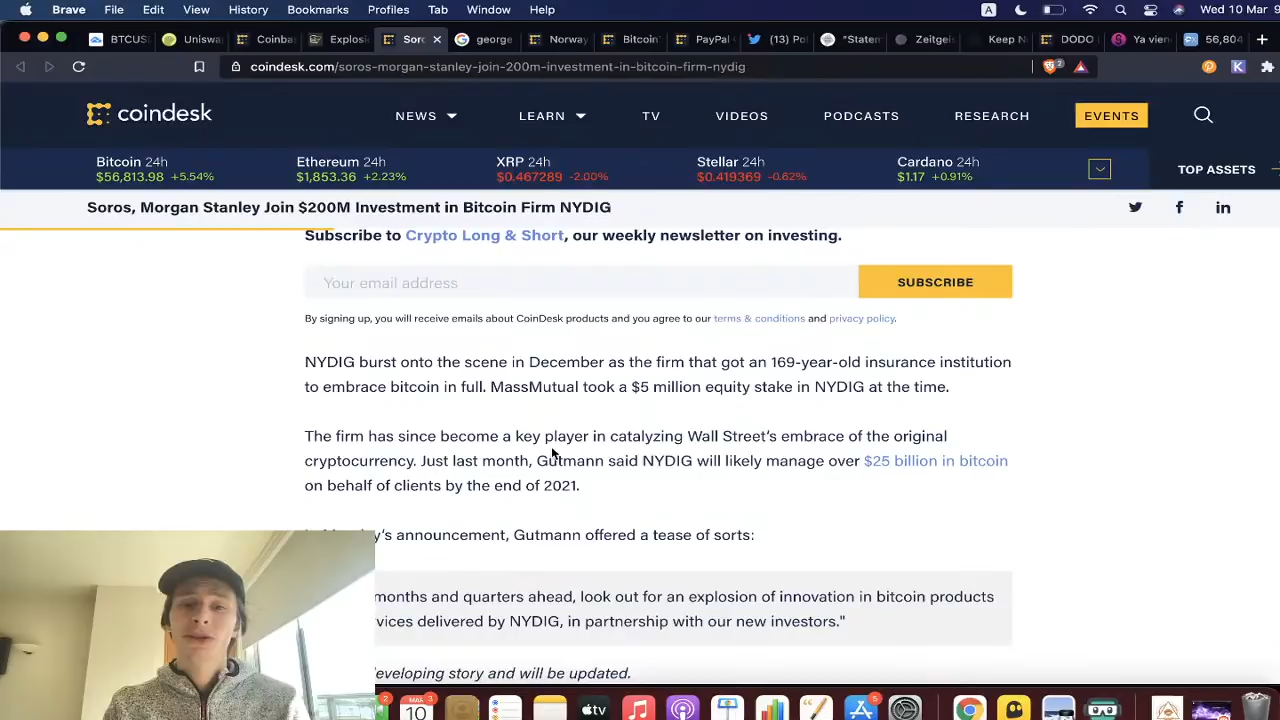 Brave File Edit View History Bookmarks Profiles Tab Window Help A Wed 10 Mar 9
BTCUS Uniswa Coinba Explosi Soro george Norway Bitcoin PayPal (13) Po "Statem Zeitgei Keep N DODO Ya vien 56,804
coindesk.com/soros-morgan-stanley-join-200m-investment-in-bitcoin-firm-nydig
coindesk NEWS LEARN TV VIDEOS PODCASTS RESEARCH EVENTS
Bitcoin 24h Ethereum 24h XRP 24h Stellar 24h Cardano 24h
$56,813.98 +5.54% $1,853.36 +2.23% $0.467289 -2.00% $0.419369 -0.62% $1.17 +0.91%
TOP ASSETS
Soros, Morgan Stanley Join $200M Investment in Bitcoin Firm NYDIG
Subscribe to Crypto Long & Short, our weekly newsletter on investing.
Your email address SUBSCRIBE
By signing up, you will receive emails about CoinDesk products and you agree to our terms & conditions and privacy policy.
NYDIG burst onto the scene in December as the firm that got an 169-year-old insurance institution
to embrace bitcoin in full. MassMutual took a $5 million equity stake in NYDIG at the time.
The firm has since become a key player in catalyzing Wall Street's embrace of the original
cryptocurrency. Just last month, Gutmann said NYDIG will likely manage over $25 billion in bitcoin
on behalf of clients by the end of 2021.
y's announcement, Gutmann offered a tease of sorts:
months and quarters ahead, look out for an explosion of innovation in bitcoin products
vices delivered by NYDIG, in partnership with our new investors."
eveloping story and will be updated.
2 MAR 3 10 tv 5